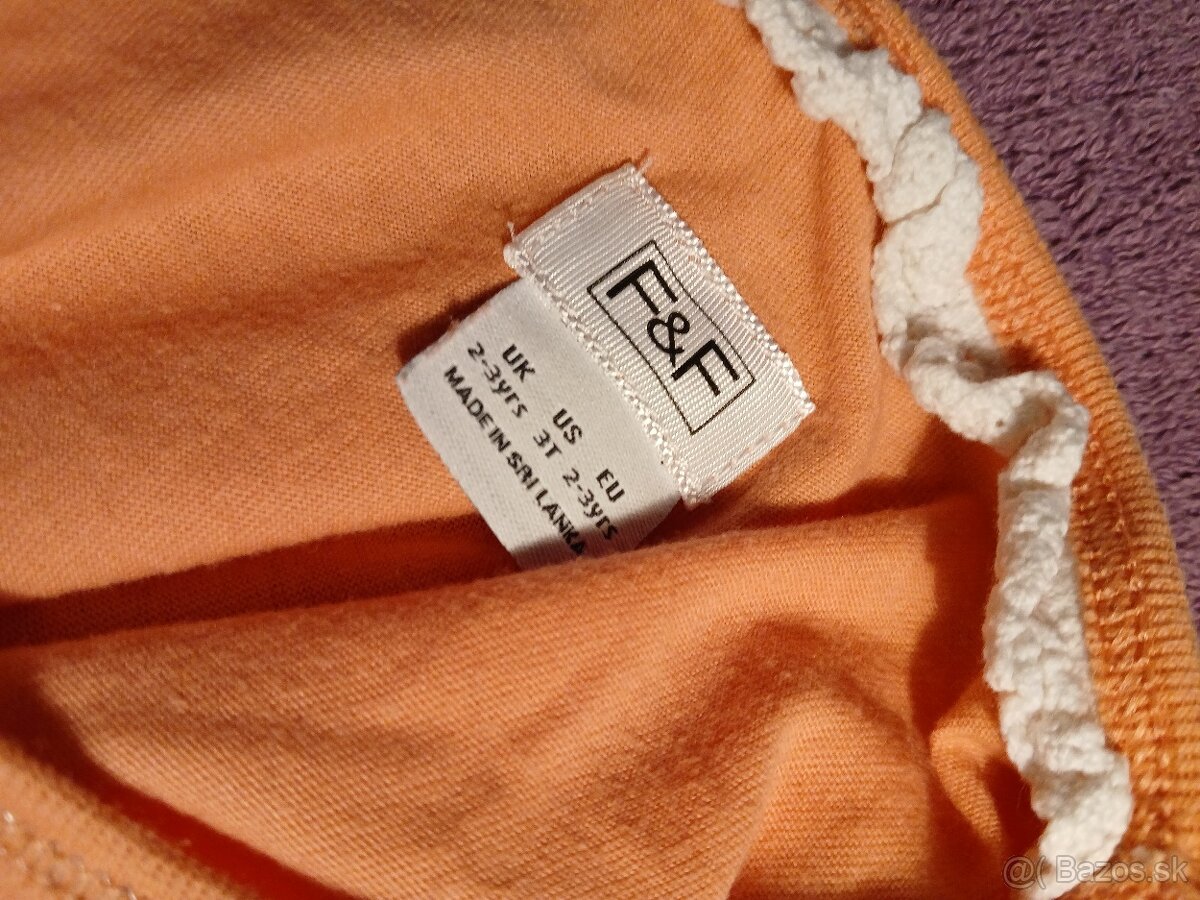 F&F
UK US EU
2-3yrs 3T 2-3yrs
MADE IN SRI LANKA
@( Bazos.sk